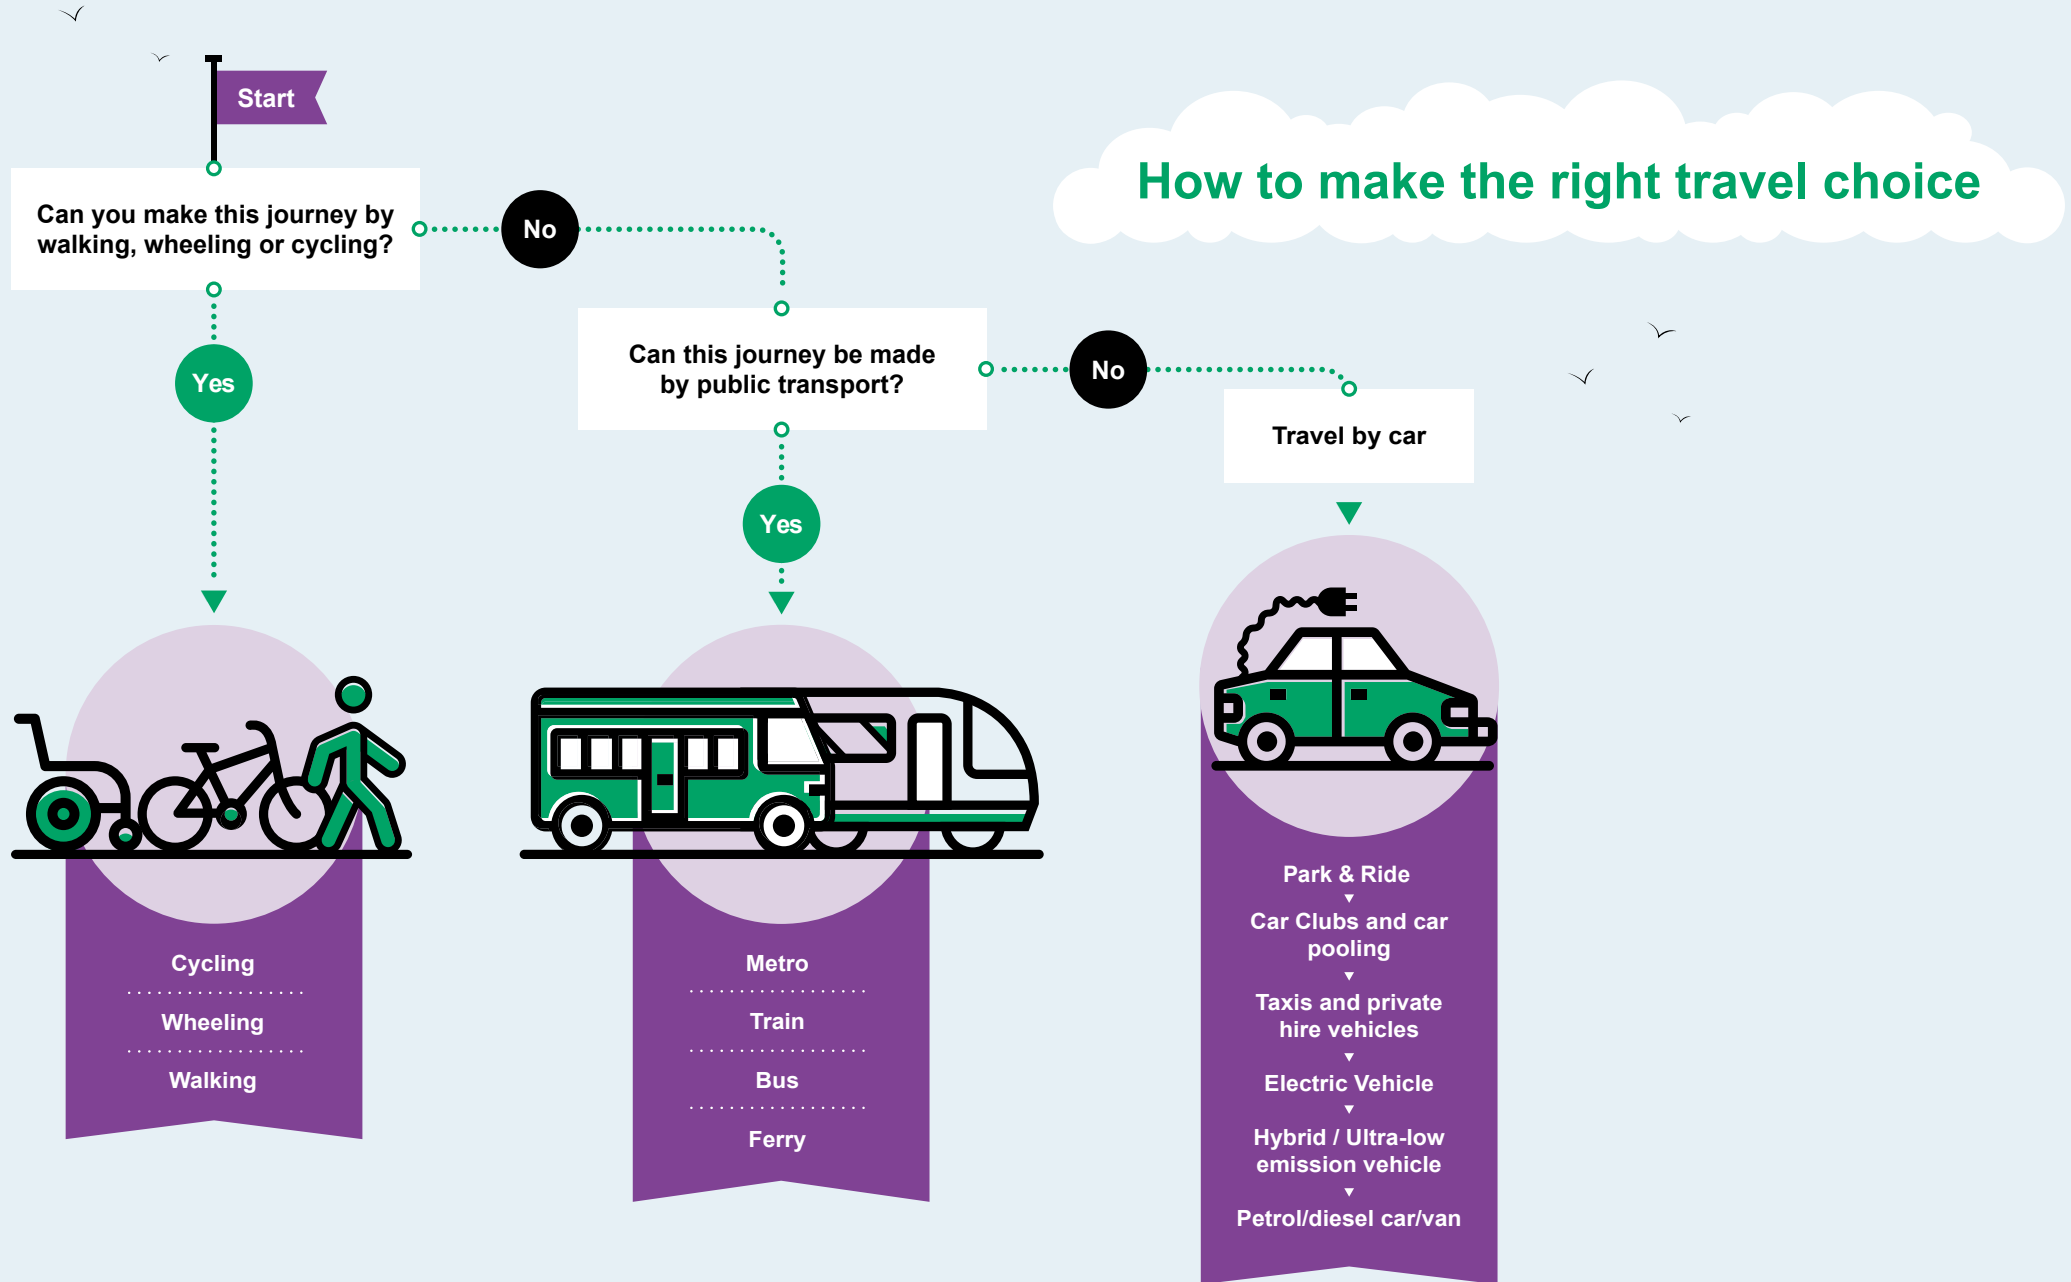 Start
How to make the right travel choice
Can you make this journey by
walking, wheeling or cycling?
No
Yes
Can this journey be made
by public transport?
No
Yes
Travel by car
Cycling
Wheeling
Walking
Metro
Train
Bus
Ferry
Park & Ride
Car Clubs and car
pooling
Taxis and private
hire vehicles
Electric Vehicle
Hybrid / Ultra-low
emission vehicle
Petrol/diesel car/van